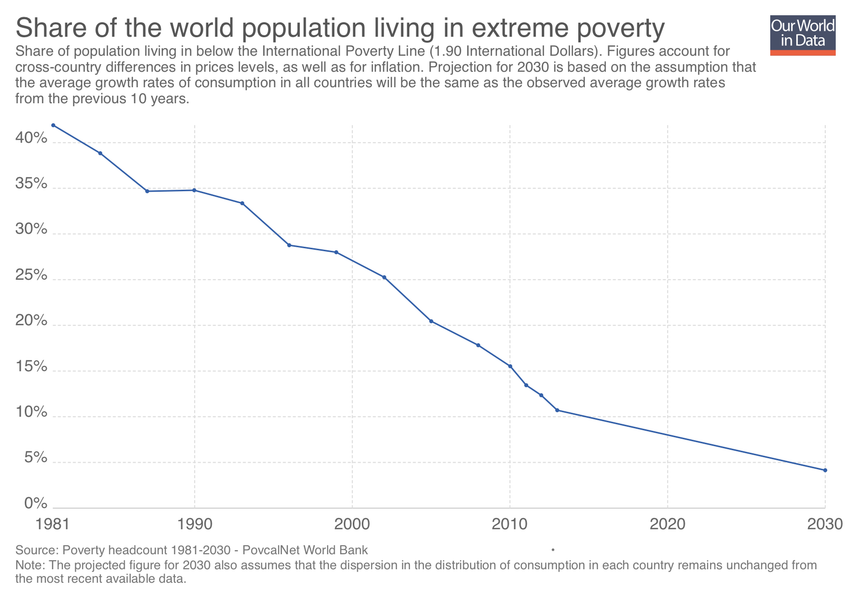 Share of the world population living in extreme poverty
Our World
in Data
Share of population living in below the International Poverty Line (1.90 International Dollars). Figures account for
cross-country differences in prices levels, as well as for inflation. Projection for 2030 is based on the assumption that
the average growth rates of consumption in all countries will be the same as the observed average growth rates
from the previous 10 years.
40%
35%
30%
25%
20%
15%
10%
5%
0%
1981 1990 2000 2010 2020 2030
Source: Poverty headcount 1981-2030 - PovcalNet World Bank
Note: The projected figure for 2030 also assumes that the dispersion in the distribution of consumption in each country remains unchanged from
the most recent available data.